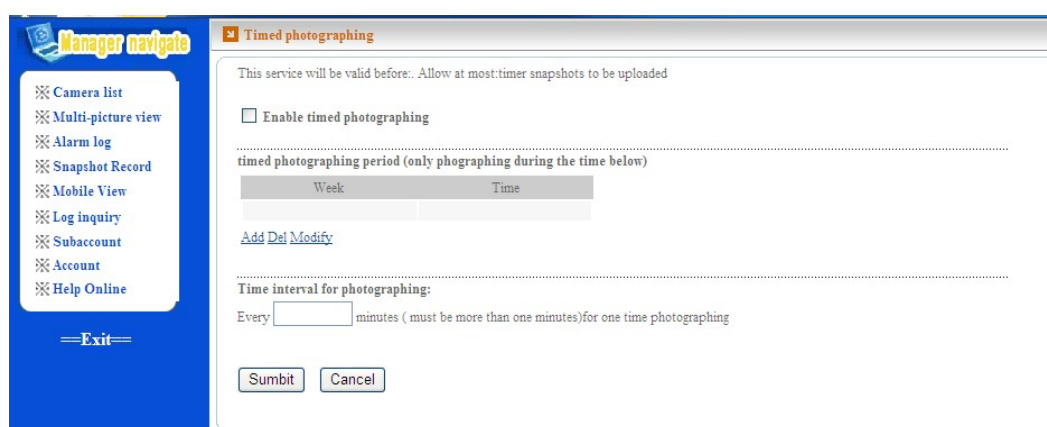 Manager navigate
Camera list
Multi-picture view
Alarm log
Snapshot Record
Mobile View
Log inquiry
Subaccount
Account
Help Online
==Exit==
Timed photographing
This service will be valid before:. Allow at most:timer snapshots to be uploaded
Enable timed photographing
timed photographing period (only phographing during the time below)
Week Time
Add Del Modify
Time interval for photographing:
Every minutes ( must be more than one minutes)for one time photographing
Sumbit Cancel